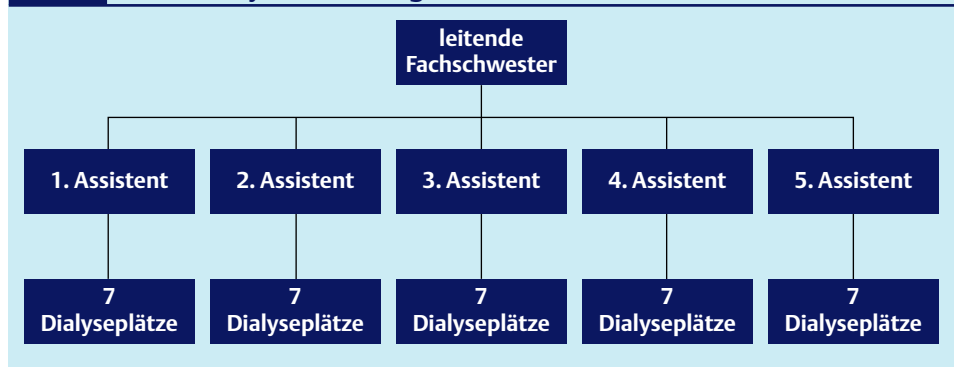 leitende
Fachschwester
1. Assistent
2. Assistent
3. Assistent
4. Assistent
5. Assistent
7
Dialyseplätze
7
Dialyseplätze
7
Dialyseplätze
7
Dialyseplätze
7
Dialyseplätze